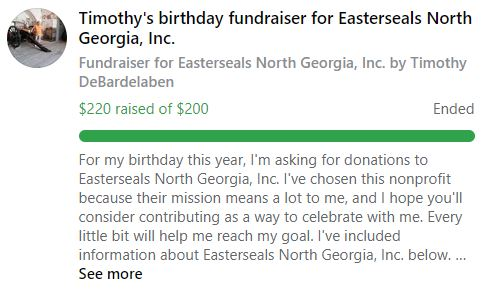 Timothy's birthday fundraiser for Easterseals North
Georgia, Inc.
Fundraiser for Easterseals North Georgia, Inc. by Timothy
DeBardelaben
$220 raised of $200 Ended
For my birthday this year, I'm asking for donations to
Easterseals North Georgia, Inc. I've chosen this nonprofit
because their mission means a lot to me, and I hope you'll
consider contributing as a way to celebrate with me. Every
little bit will help me reach my goal. I've included
information about Easterseals North Georgia, Inc. below. ...
See more